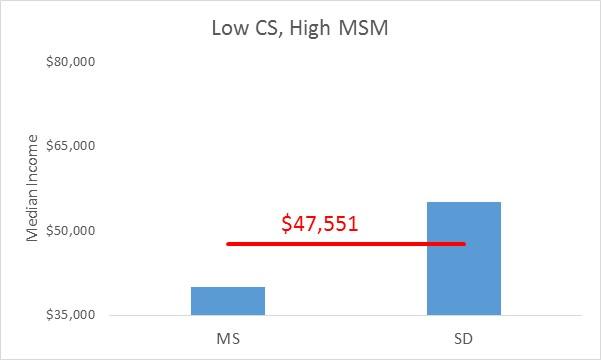 Low CS, High MSM
$80,000
$65,000
$50,000
$35,000
Median Income
$47,551
MS
SD